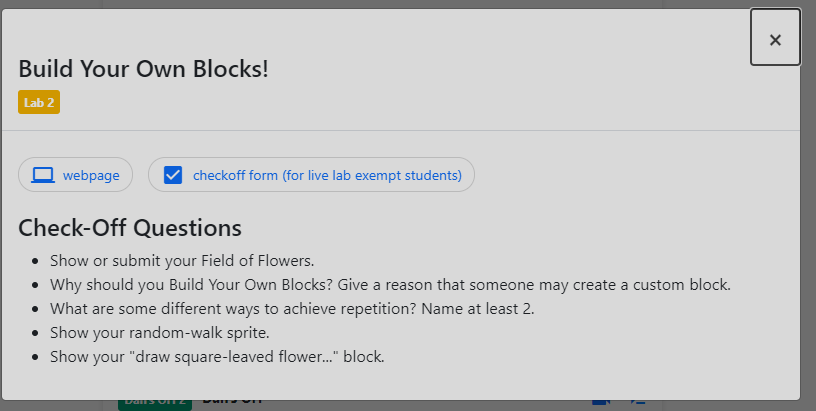 ×
Build Your Own Blocks!
Lab 2
webpage
checkoff form (for live lab exempt students)
Check-Off Questions
Show or submit your Field of Flowers.
Why should you Build Your Own Blocks? Give a reason that someone may create a custom block.
What are some different ways to achieve repetition? Name at least 2.
Show your random-walk sprite.
Show your "draw square-leaved flower..." block.